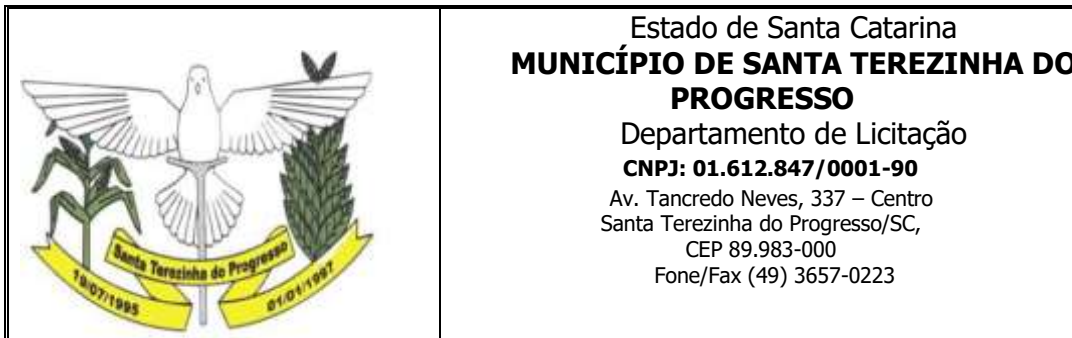 Santa Terezinha do Progresso
19/07/1995
01/01/1997
Estado de Santa Catarina
MUNICÍPIO DE SANTA TEREZINHA DO
PROGRESSO
Departamento de Licitação
CNPJ: 01.612.847/0001-90
Av. Tancredo Neves, 337 – Centro
Santa Terezinha do Progresso/SC,
CEP 89.983-000
Fone/Fax (49) 3657-0223